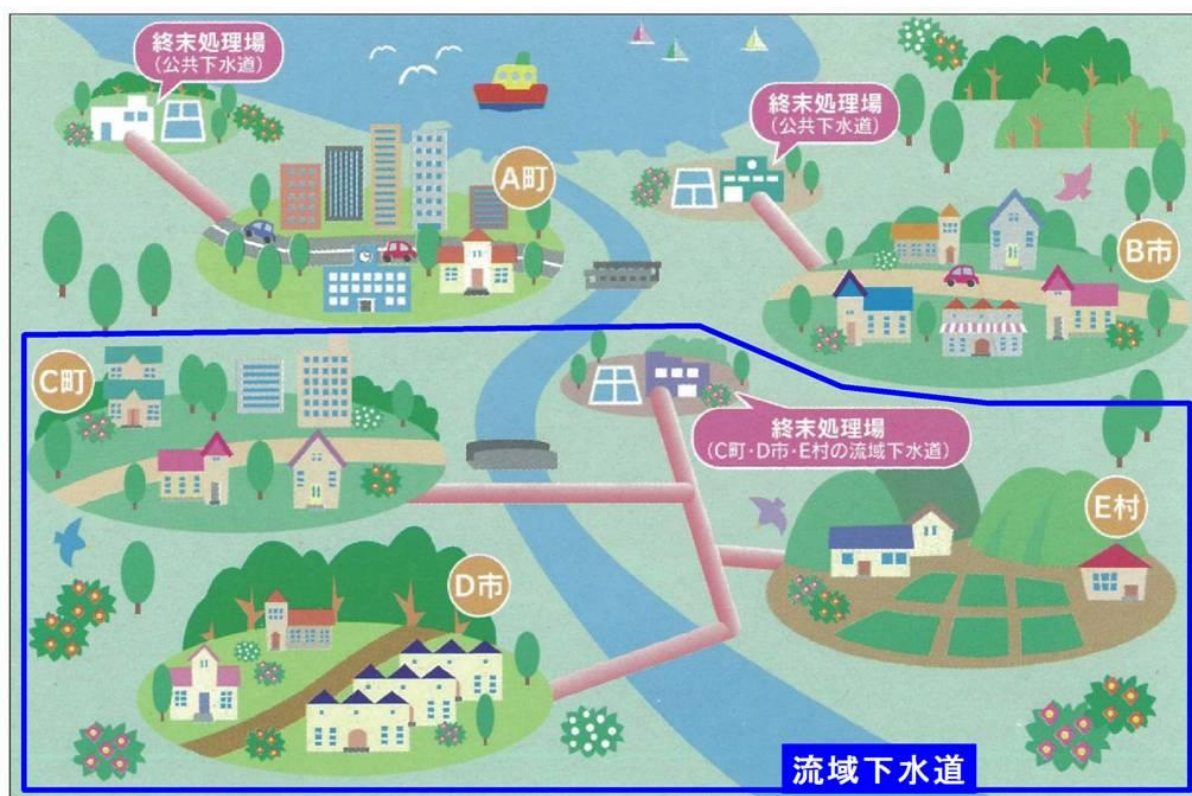 終末処理場
(公共下水道)
終末処理場
(公共下水道)
A町
B市
C町
終末処理場
(C町・D市・E村の流域下水道)
E村
D市
流域下水道